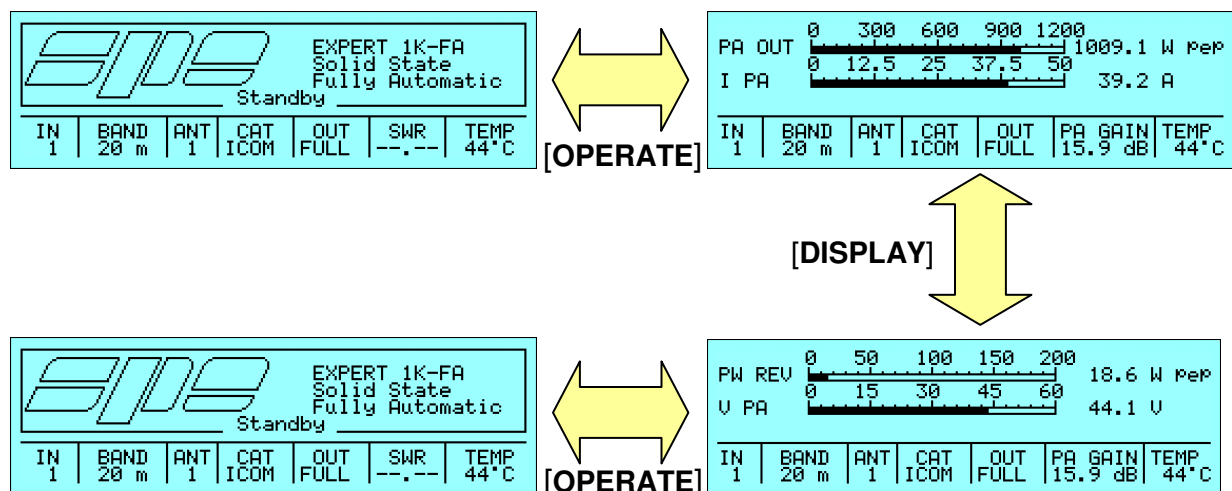 spe
EXPERT 1K-FA
Solid State
Fully Automatic
Standby
IN BAND ANT CAT OUT SWR TEMP
1 20 m 1 ICOM FULL --.-- 44°C
[OPERATE]
0 300 600 900 1200
PA OUT 1009.1 W pep
0 12.5 25 37.5 50
I PA 39.2 A
IN BAND ANT CAT OUT PA GAIN TEMP
1 20 m 1 ICOM FULL 15.9 dB 44°C
[DISPLAY]
spe
EXPERT 1K-FA
Solid State
Fully Automatic
Standby
IN BAND ANT CAT OUT SWR TEMP
1 20 m 1 ICOM FULL --.-- 44°C
[OPERATE]
0 50 100 150 200
PW REV 18.6 W pep
0 15 30 45 60
V PA 44.1 V
IN BAND ANT CAT OUT PA GAIN TEMP
1 20 m 1 ICOM FULL 15.9 dB 44°C